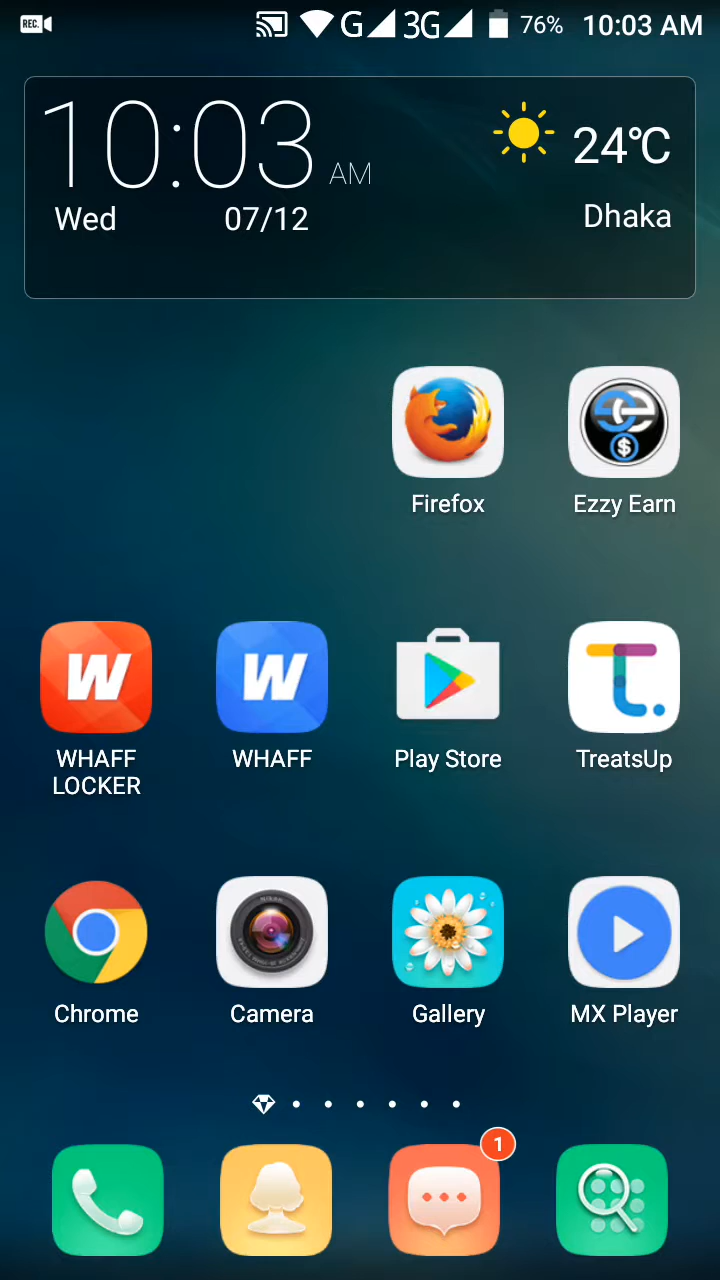 REC.
G 3G 76% 10:03 AM
10:03 AM
24℃
Wed 07/12 Dhaka
Firefox Ezzy Earn
WHAFF LOCKER
WHAFF
Play Store
TreatsUp
Chrome Camera Gallery MX Player
1